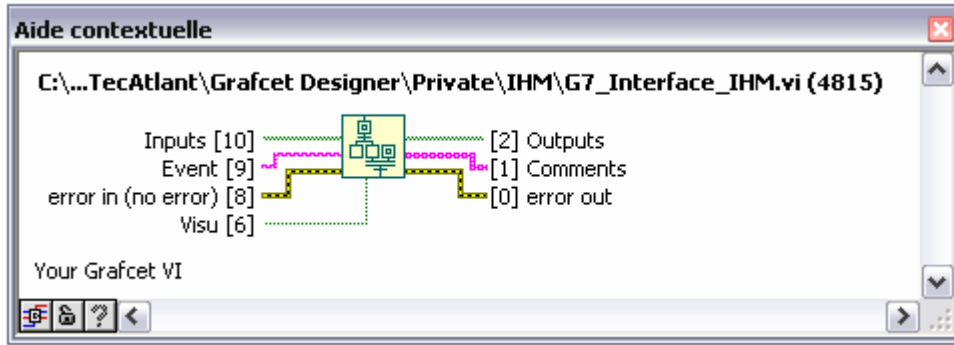 Aide contextuelle
C:\...TecAtlant\Grafcet Designer\Private\IHM\G7_Interface_IHM.vi (4815)
Inputs [10] [2] Outputs
Event [9] [1] Comments
error in (no error) [8] [0] error out
Visu [6]
Your Grafcet VI
?